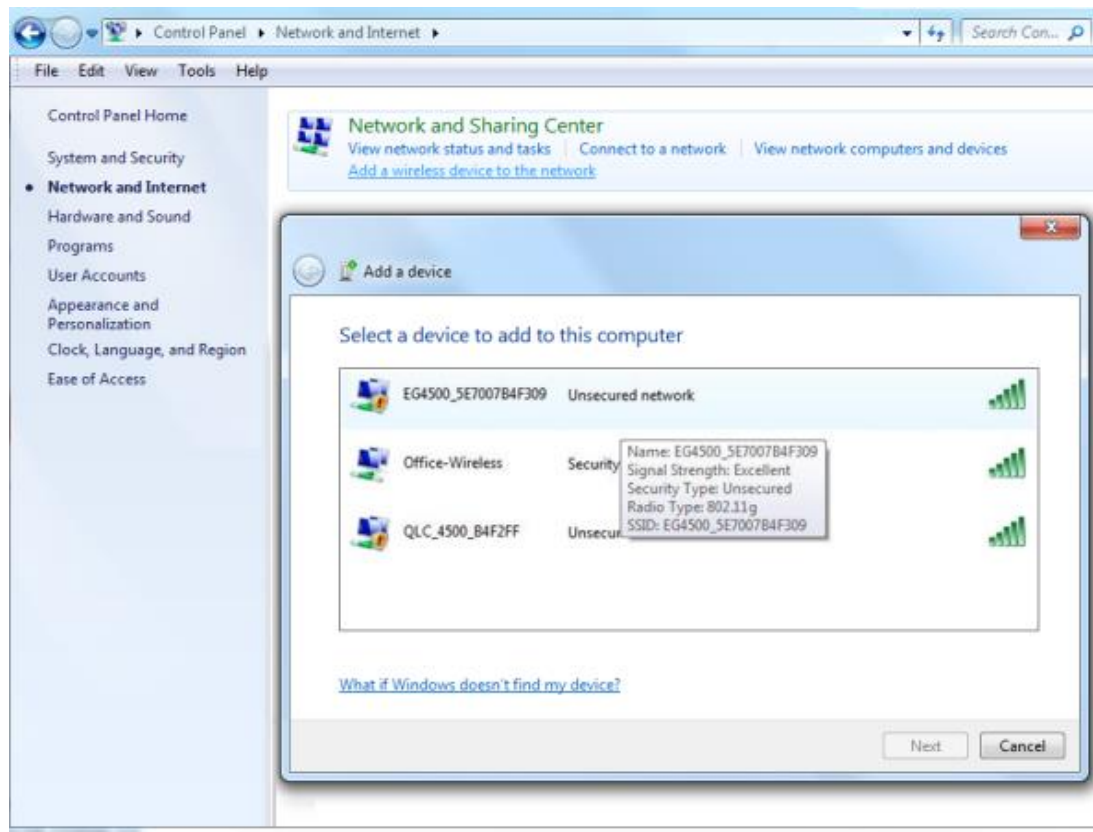 Control Panel Network and Internet Search Con...
File Edit View Tools Help
Control Panel Home
System and Security
Network and Internet
Hardware and Sound
Programs
User Accounts
Appearance and
Personalization
Clock, Language, and Region
Ease of Access
Network and Sharing Center
View network status and tasks Connect to a network View network computers and devices
Add a wireless device to the network
Add a device
Select a device to add to this computer
EG4500_5E7007B4F309 Unsecured network
Office-Wireless Security
QLC_4500_B4F2FF Unsecur
Name: EG4500_5E7007B4F309
Signal Strength: Excellent
Security Type: Unsecured
Radio Type: 802.11g
SSID: EG4500_5E7007B4F309
What if Windows doesn't find my device?
Next Cancel